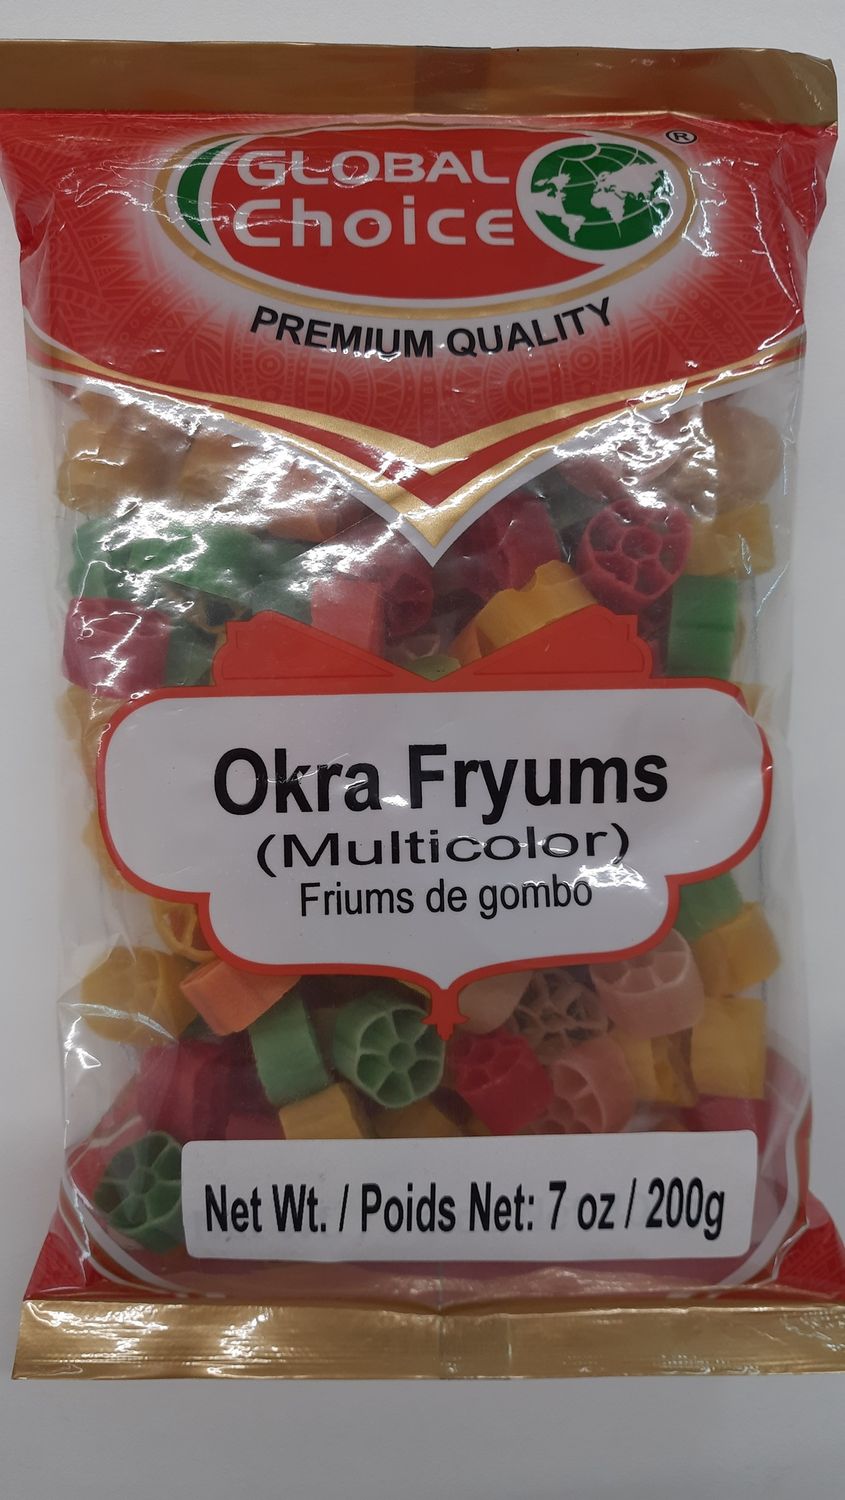 GLOBAL
Choice
®
PREMIUM QUALITY
Okra Fryums
(Multicolor)
Friums de gombo
Net Wt. / Poids Net: 7 oz / 200g